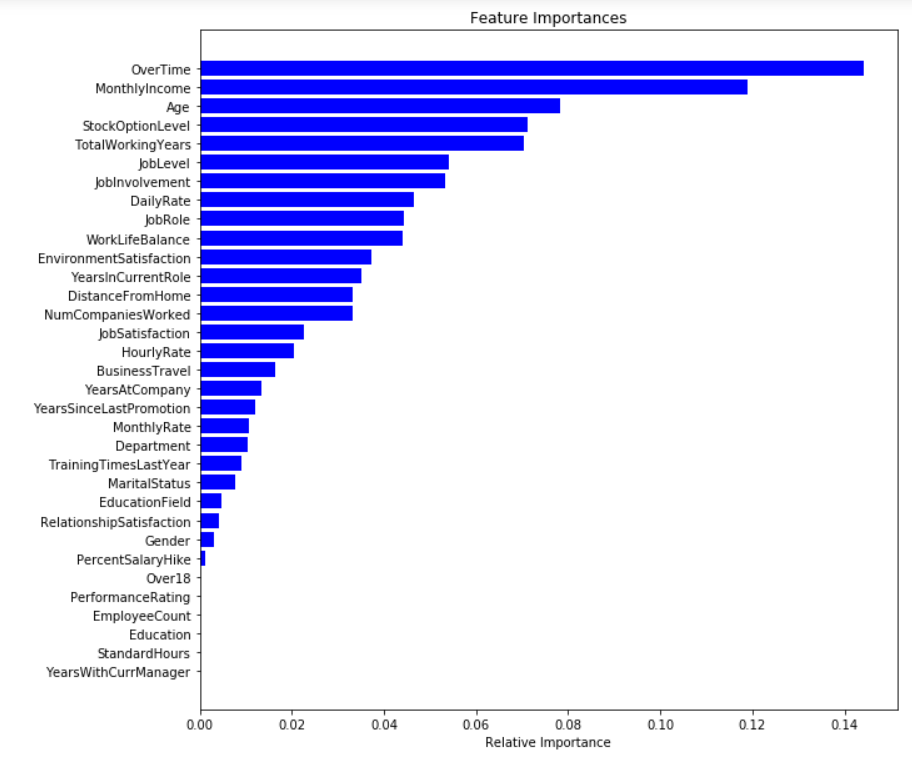 Feature Importances
OverTime
MonthlyIncome
Age
StockOptionLevel
TotalWorkingYears
JobLevel
JobInvolvement
DailyRate
JobRole
WorkLifeBalance
EnvironmentSatisfaction
YearsInCurrentRole
DistanceFromHome
NumCompaniesWorked
JobSatisfaction
HourlyRate
BusinessTravel
YearsAtCompany
YearsSinceLastPromotion
MonthlyRate
Department
TrainingTimesLastYear
MaritalStatus
EducationField
RelationshipSatisfaction
Gender
PercentSalaryHike
Over18
PerformanceRating
EmployeeCount
Education
StandardHours
YearsWithCurrManager
0.00 0.02 0.04 0.06 0.08 0.10 0.12 0.14
Relative Importance